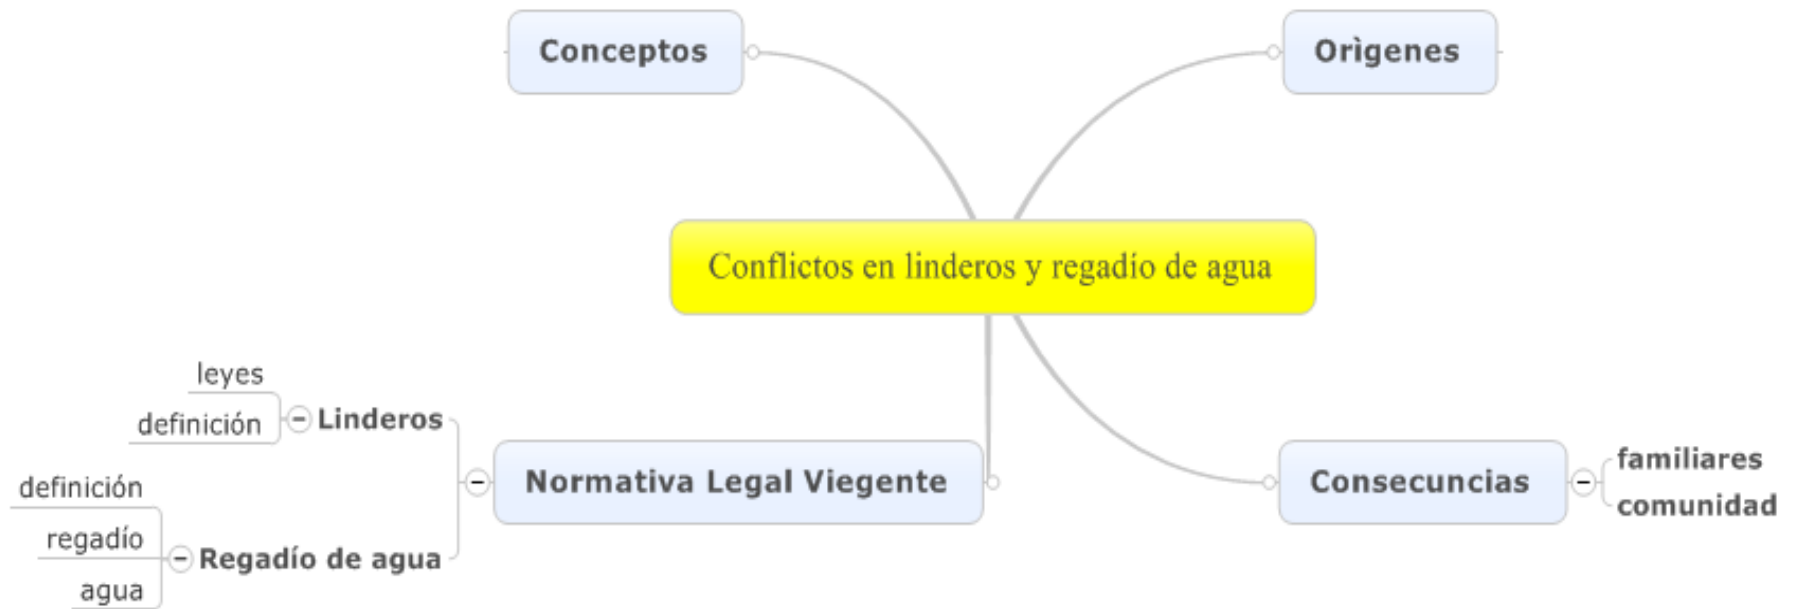 Conceptos
Orìgenes
Conflictos en linderos y regadío de agua
leyes
definición
Linderos
Normativa Legal Viegente
definición
regadío
agua
Regadío de agua
Consecuncias
familiares
comunidad